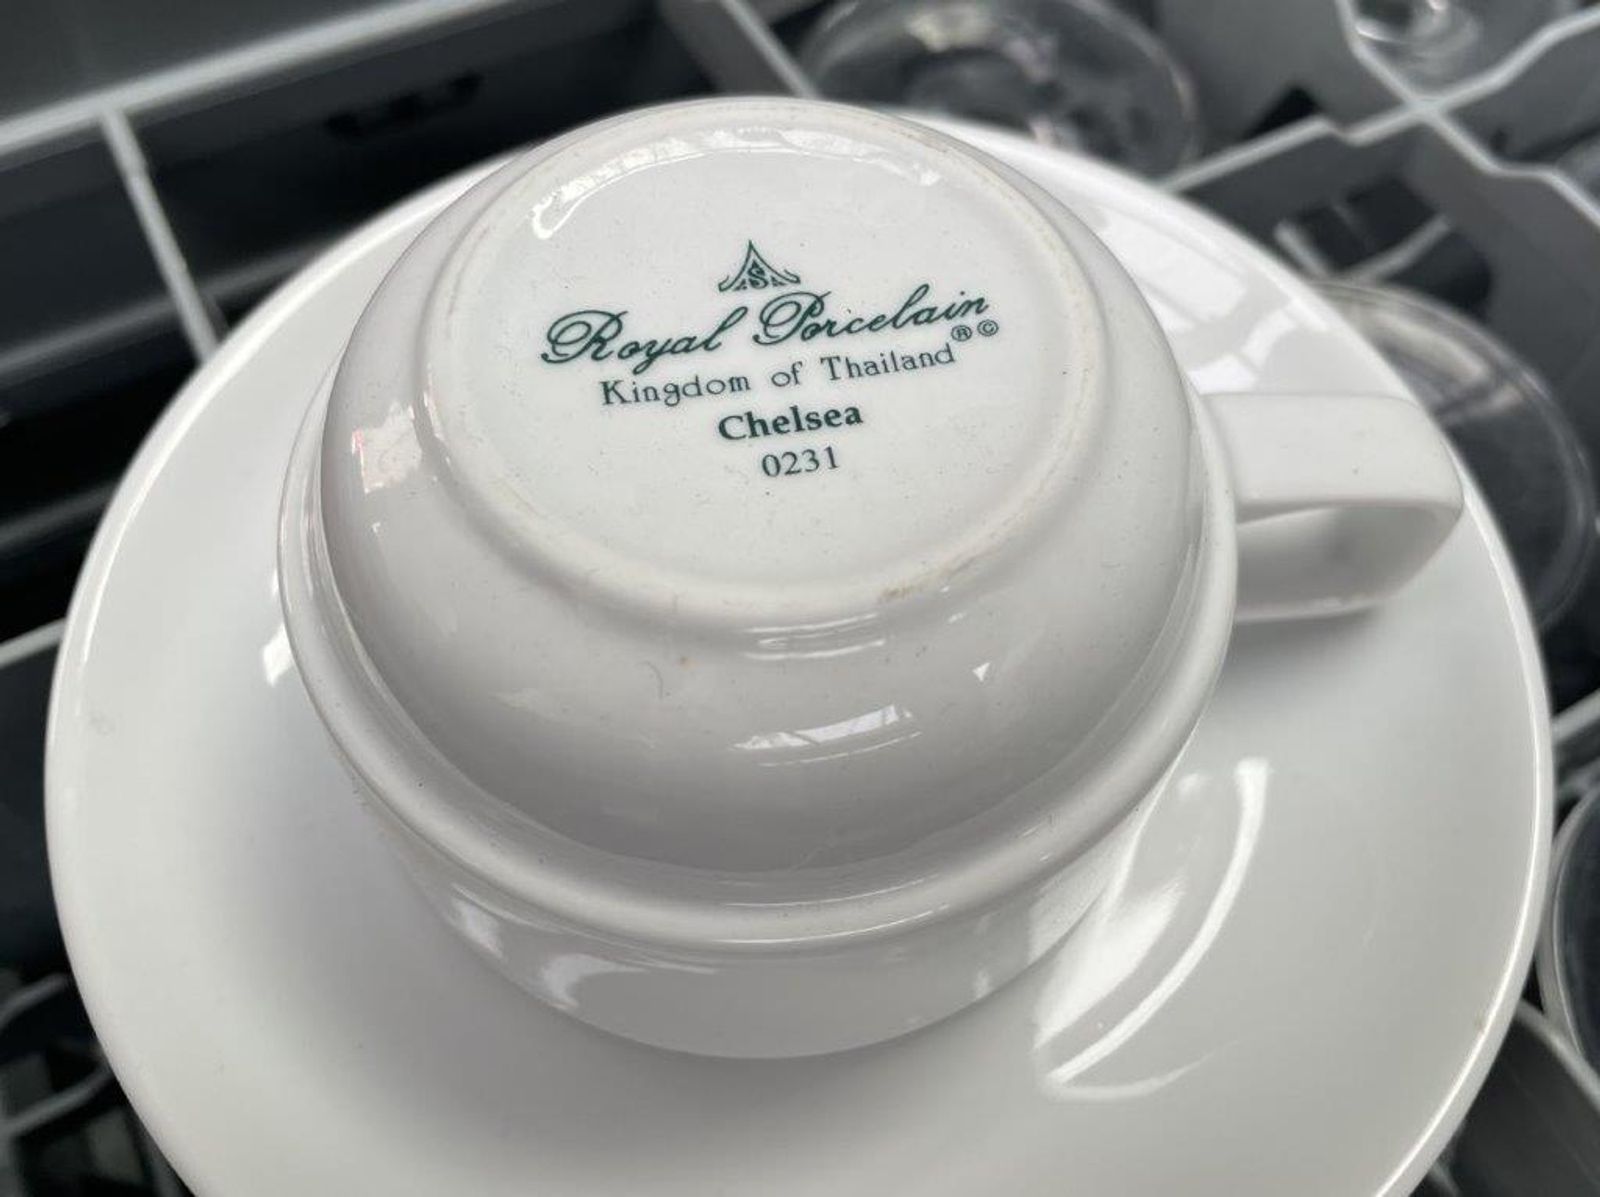 Royal Porcelain®©
Kingdom of Thailand
Chelsea
0231